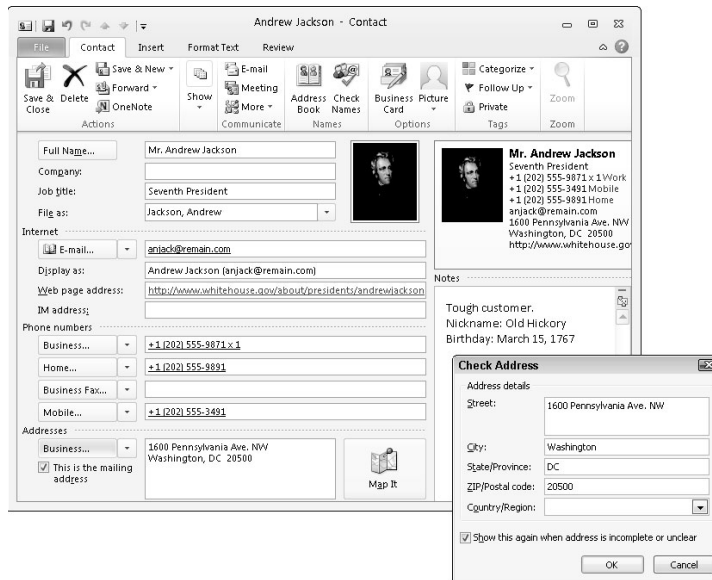 Andrew Jackson - Contact
File Contact Insert Format Text Review
Save & Close
Delete
Save & New
Forward
OneNote
Actions
Show
E-mail
Meeting
More
Communicate
Address Book
Check Names
Names
Business Card
Picture
Options
Categorize
Follow Up
Private
Tags
Zoom
Zoom
Full Name... Mr. Andrew Jackson
Company:
Job title: Seventh President
File as: Jackson, Andrew
Internet
E-mail... anjack@remain.com
Display as: Andrew Jackson (anjack@remain.com)
Web page address: http://www.whitehouse.gov/about/presidents/andrewjackson
IM address:
Phone numbers
Business... +1 (202) 555-9871 x 1
Home... +1 (202) 555-9891
Business Fax...
Mobile... +1 (202) 555-3491
Addresses
Business... 1600 Pennsylvania Ave. NW
Washington, DC 20500
This is the mailing
address
Map It
Mr. Andrew Jackson
Seventh President
+1 (202) 555-9871 x 1 Work
+1 (202) 555-3491 Mobile
+1 (202) 555-9891 Home
anjack@remain.com
1600 Pennsylvania Ave. NW
Washington, DC 20500
http://www.whitehouse.go
Notes
Tough customer.
Nickname: Old Hickory
Birthday: March 15, 1767
Check Address
Address details
Street: 1600 Pennsylvania Ave. NW
City: Washington
State/Province: DC
ZIP/Postal code: 20500
Country/Region:
Show this again when address is incomplete or unclear
OK Cancel